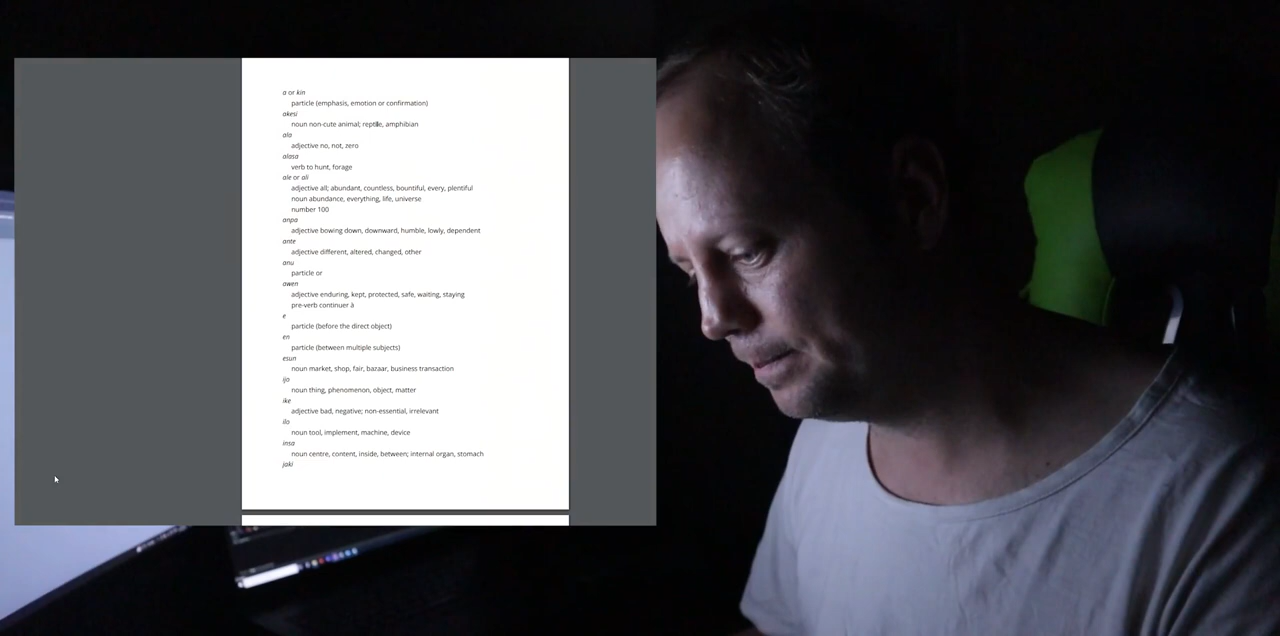 a or kin
particle (emphasis, emotion or confirmation)
akesi
noun non-cute animal; reptile, amphibian
ala
adjective no, not, zero
alasa
verb to hunt, forage
ale or ali
adjective all; abundant, countless, bountiful, every, plentiful
noun abundance, everything, life, universe
number 100
anpa
adjective bowing down, downward, humble, lowly, dependent
ante
adjective different, altered, changed, other
anu
particle or
awen
adjective enduring, kept, protected, safe, waiting, staying
pre-verb continuer à
e
particle (before the direct object)
en
particle (between multiple subjects)
esun
noun market, shop, fair, bazaar, business transaction
ijo
noun thing, phenomenon, object, matter
ike
adjective bad, negative; non-essential, irrelevant
ilo
noun tool, implement, machine, device
insa
noun centre, content, inside, between; internal organ, stomach
jaki